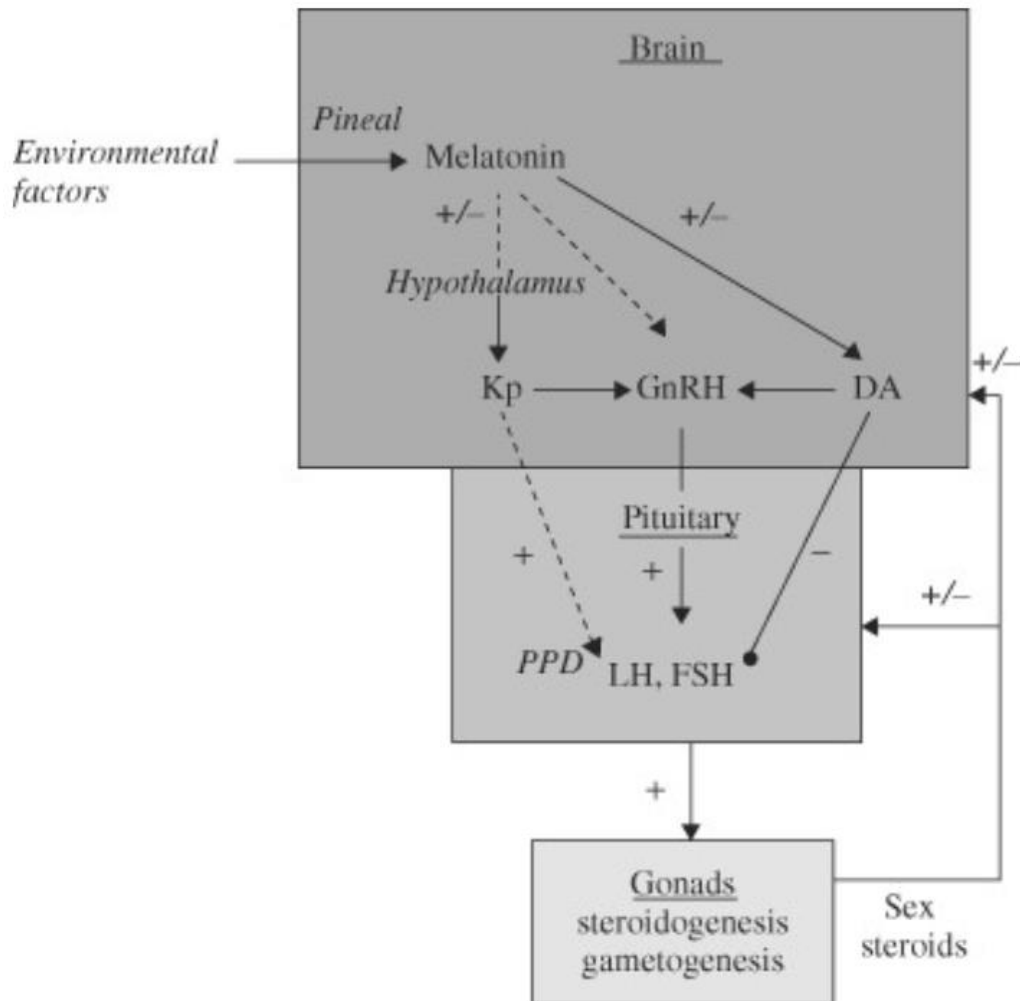 Brain
Pineal
Environmental
factors
Melatonin
+/–
+/–
Hypothalamus
+/–
Kp
GnRH
DA
Pituitary
+
+
–
+/–
PPD
LH, FSH
+
Gonads
steroidogenesis
gametogenesis
Sex
steroids